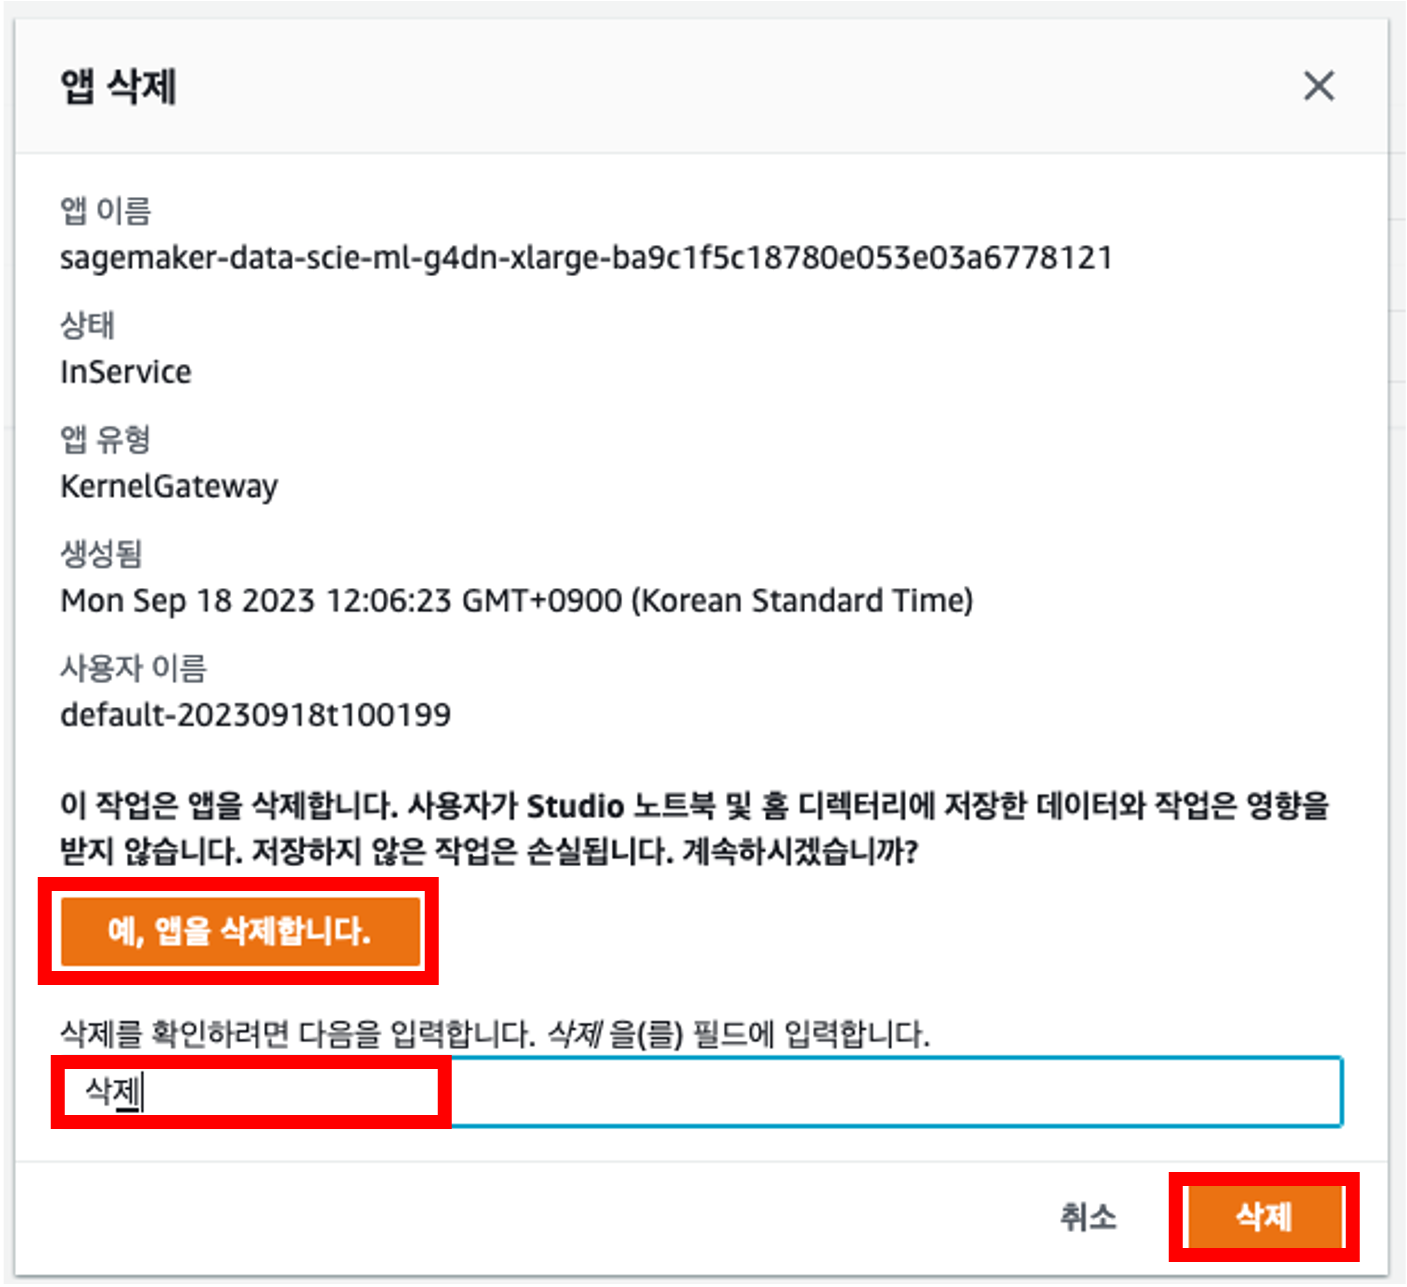 앱 삭제
앱 이름
sagemaker-data-scie-ml-g4dn-xlarge-ba9c1f5c18780e053e03a6778121
상태
InService
앱 유형
KernelGateway
생성됨
Mon Sep 18 2023 12:06:23 GMT+0900 (Korean Standard Time)
사용자 이름
default-20230918t100199
이 작업은 앱을 삭제합니다. 사용자가 Studio 노트북 및 홈 디렉터리에 저장한 데이터와 작업은 영향을
받지 않습니다. 저장하지 않은 작업은 손실됩니다. 계속하시겠습니까?
예, 앱을 삭제합니다.
삭제를 확인하려면 다음을 입력합니다. 삭제 을(를) 필드에 입력합니다.
삭제
취소 삭제